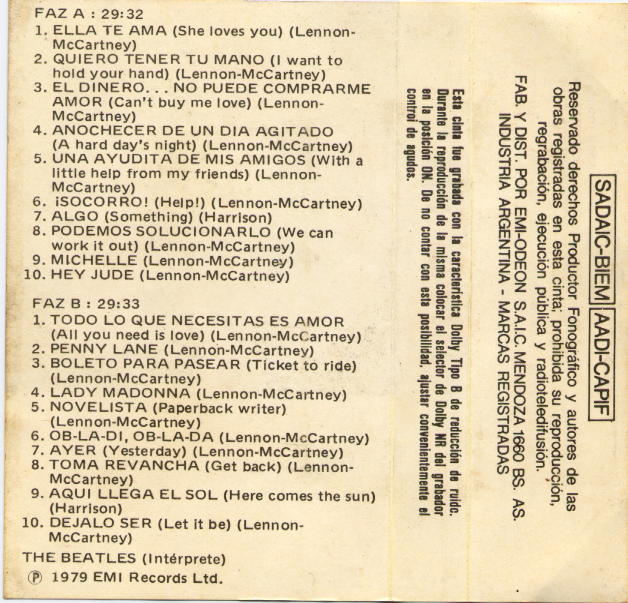 FAZ A : 29:32
1. ELLA TE AMA (She loves you) (Lennon-
McCartney)
2. QUIERO TENER TU MANO (I want to
hold your hand) (Lennon-McCartney)
3. EL DINERO... NO PUEDE COMPRARME
AMOR (Can't buy me love) (Lennon-
McCartney)
4. ANOCHECER DE UN DIA AGITADO
(A hard day's night) (Lennon-McCartney)
5. UNA AYUDITA DE MIS AMIGOS (With a
little help from my friends) (Lennon-
McCartney)
6. ¡SOCORRO! (Help!) (Lennon-McCartney)
7. ALGO (Something) (Harrison)
8. PODEMOS SOLUCIONARLO (We can
work it out) (Lennon-McCartney)
9. MICHELLE (Lennon-McCartney)
10. HEY JUDE (Lennon-McCartney)
FAZ B : 29:33
1. TODO LO QUE NECESITAS ES AMOR
(All you need is love) (Lennon-McCartney)
2. PENNY LANE (Lennon-McCartney)
3. BOLETO PARA PASEAR (Ticket to ride)
(Lennon-McCartney)
4. LADY MADONNA (Lennon-McCartney)
5. NOVELISTA (Paperback writer)
(Lennon-McCartney)
6. OB-LA-DI, OB-LA-DA (Lennon-McCartney)
7. AYER (Yesterday) (Lennon-McCartney)
8. TOMA REVANCHA (Get back) (Lennon-
McCartney)
9. AQUI LLEGA EL SOL (Here comes the sun)
(Harrison)
10. DEJALO SER (Let it be) (Lennon-
McCartney)
THE BEATLES (Intérprete)
℗ 1979 EMI Records Ltd.
Esta cinta fue grabada con la característica Dolby Tipo B de reducción de ruido.
Durante la reproducción de la misma colocar el selector de Dolby NR del grabador
en la posición ON. De no contar con esta posibilidad, ajustar convenientemente el
control de agudos.
SADAIC-BIEM AADI-CAPIF
Reservado derechos Productor Fonográfico y autores de las
obras registradas en esta cinta; prohibida su reproducción,
regrabación, ejecución pública y radioteledifusión.
FAB. Y DIST. POR EMI-ODEON S.A.I.C. MENDOZA 1660 BS. AS.
INDUSTRIA ARGENTINA - MARCAS REGISTRADAS